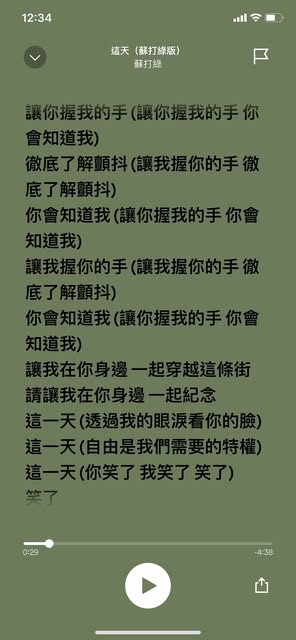 12:34
這天（蘇打綠版）
蘇打綠
讓你握我的手 (讓你握我的手 你
會知道我)
徹底了解顫抖 (讓我握你的手 徹
底了解顫抖)
你會知道我 (讓你握我的手 你會
知道我)
讓我握你的手 (讓我握你的手 徹
底了解顫抖)
你會知道我 (讓你握我的手 你會
知道我)
讓我在你身邊 一起穿越這條街
請讓我在你身邊 一起紀念
這一天 (透過我的眼淚看你的臉)
這一天 (自由是我們需要的特權)
這一天 (你笑了 我笑了 笑了)
笑了
0:29
-4:38